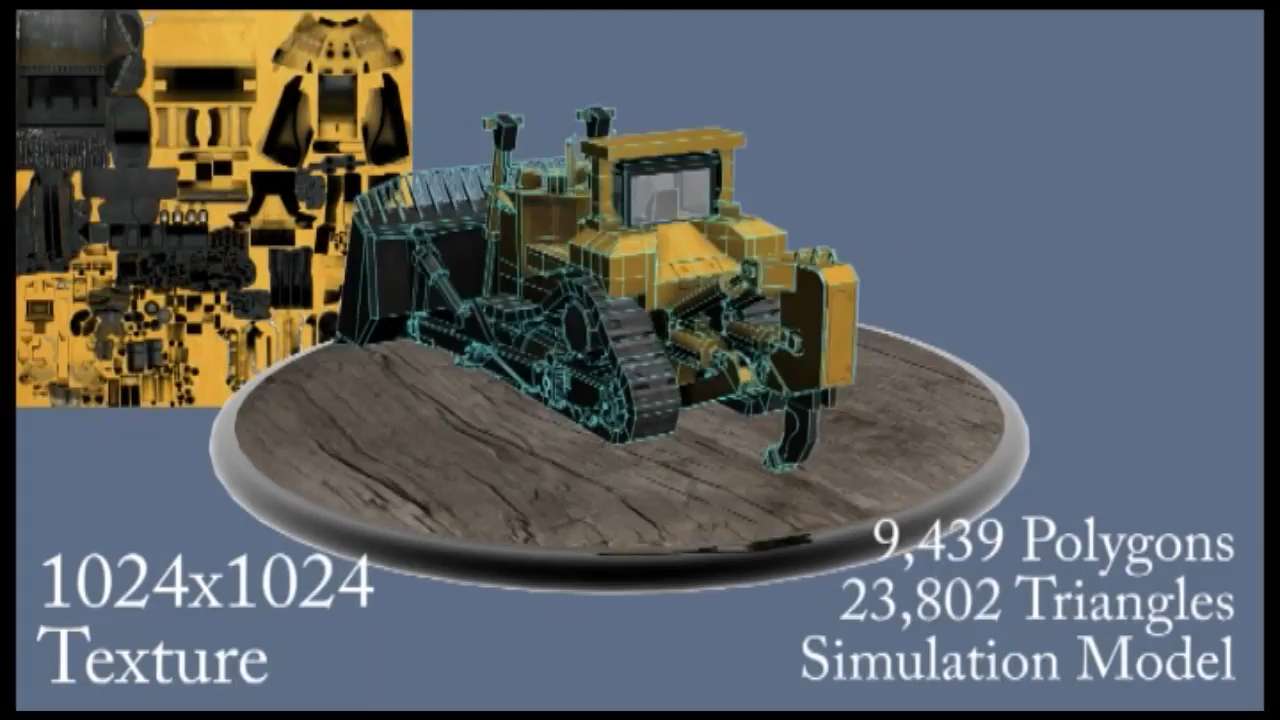 1024x1024
Texture
9,439 Polygons
23,802 Triangles
Simulation Model